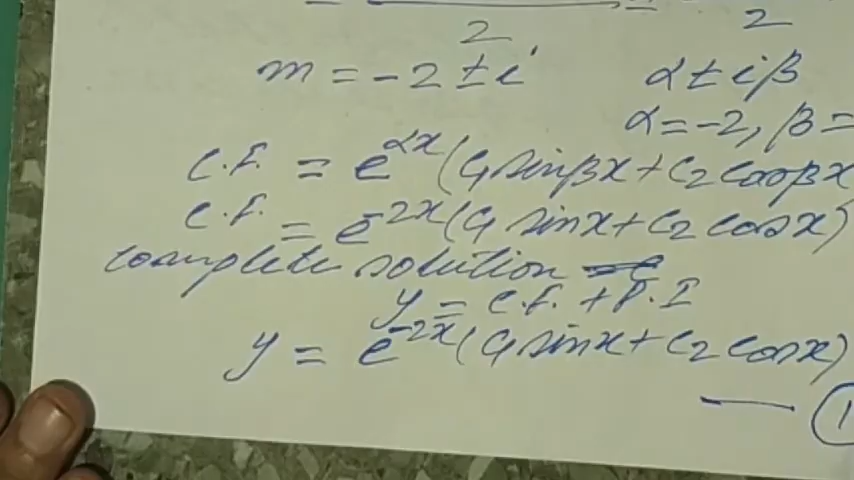 = ——— = 
2 2
m = -2 ± i α ± iβ
α = -2, β =
C.F. = e^αx (C₁ sinβx + C₂ cosβx
C.F. = e^-2x (C₁ sinx + C₂ cosx)
complete solution
y = C.F. + P.I
y = e^-2x (C₁ sinx + C₂ cosx)
— 1